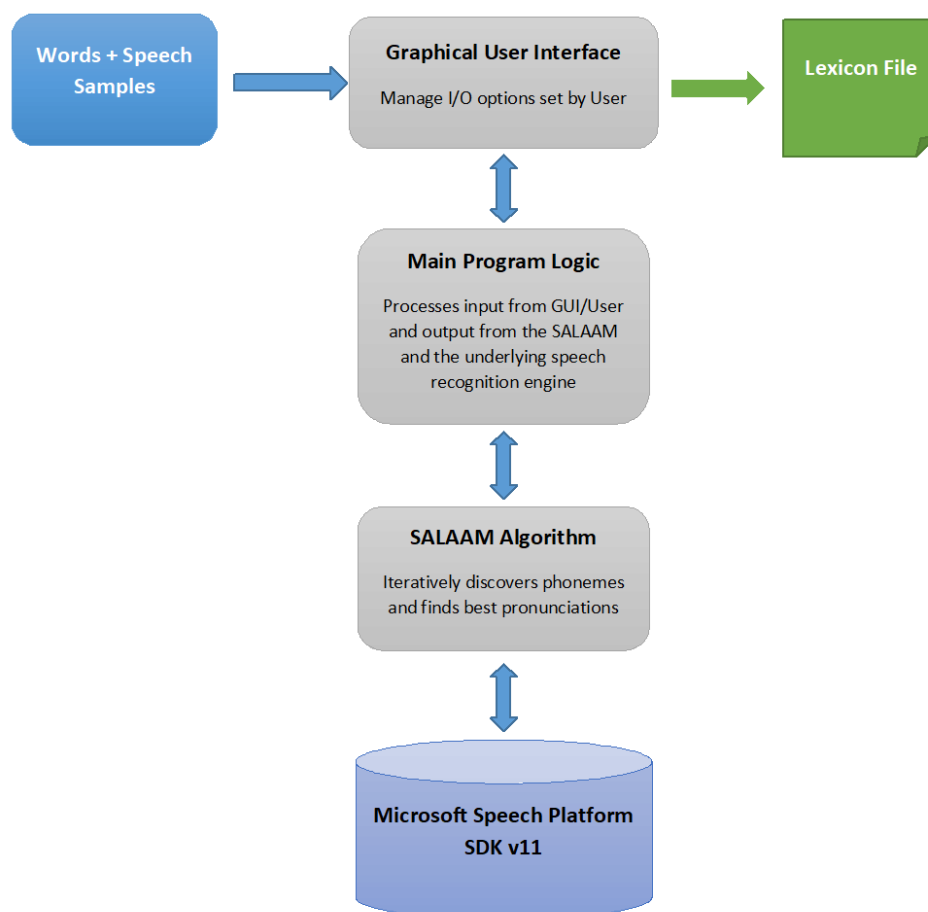 Words + Speech
Samples
Graphical User Interface
Manage I/O options set by User
Lexicon File
Main Program Logic
Processes input from GUI/User
and output from the SALAAM
and the underlying speech
recognition engine
SALAAM Algorithm
Iteratively discovers phonemes
and finds best pronunciations
Microsoft Speech Platform
SDK v11